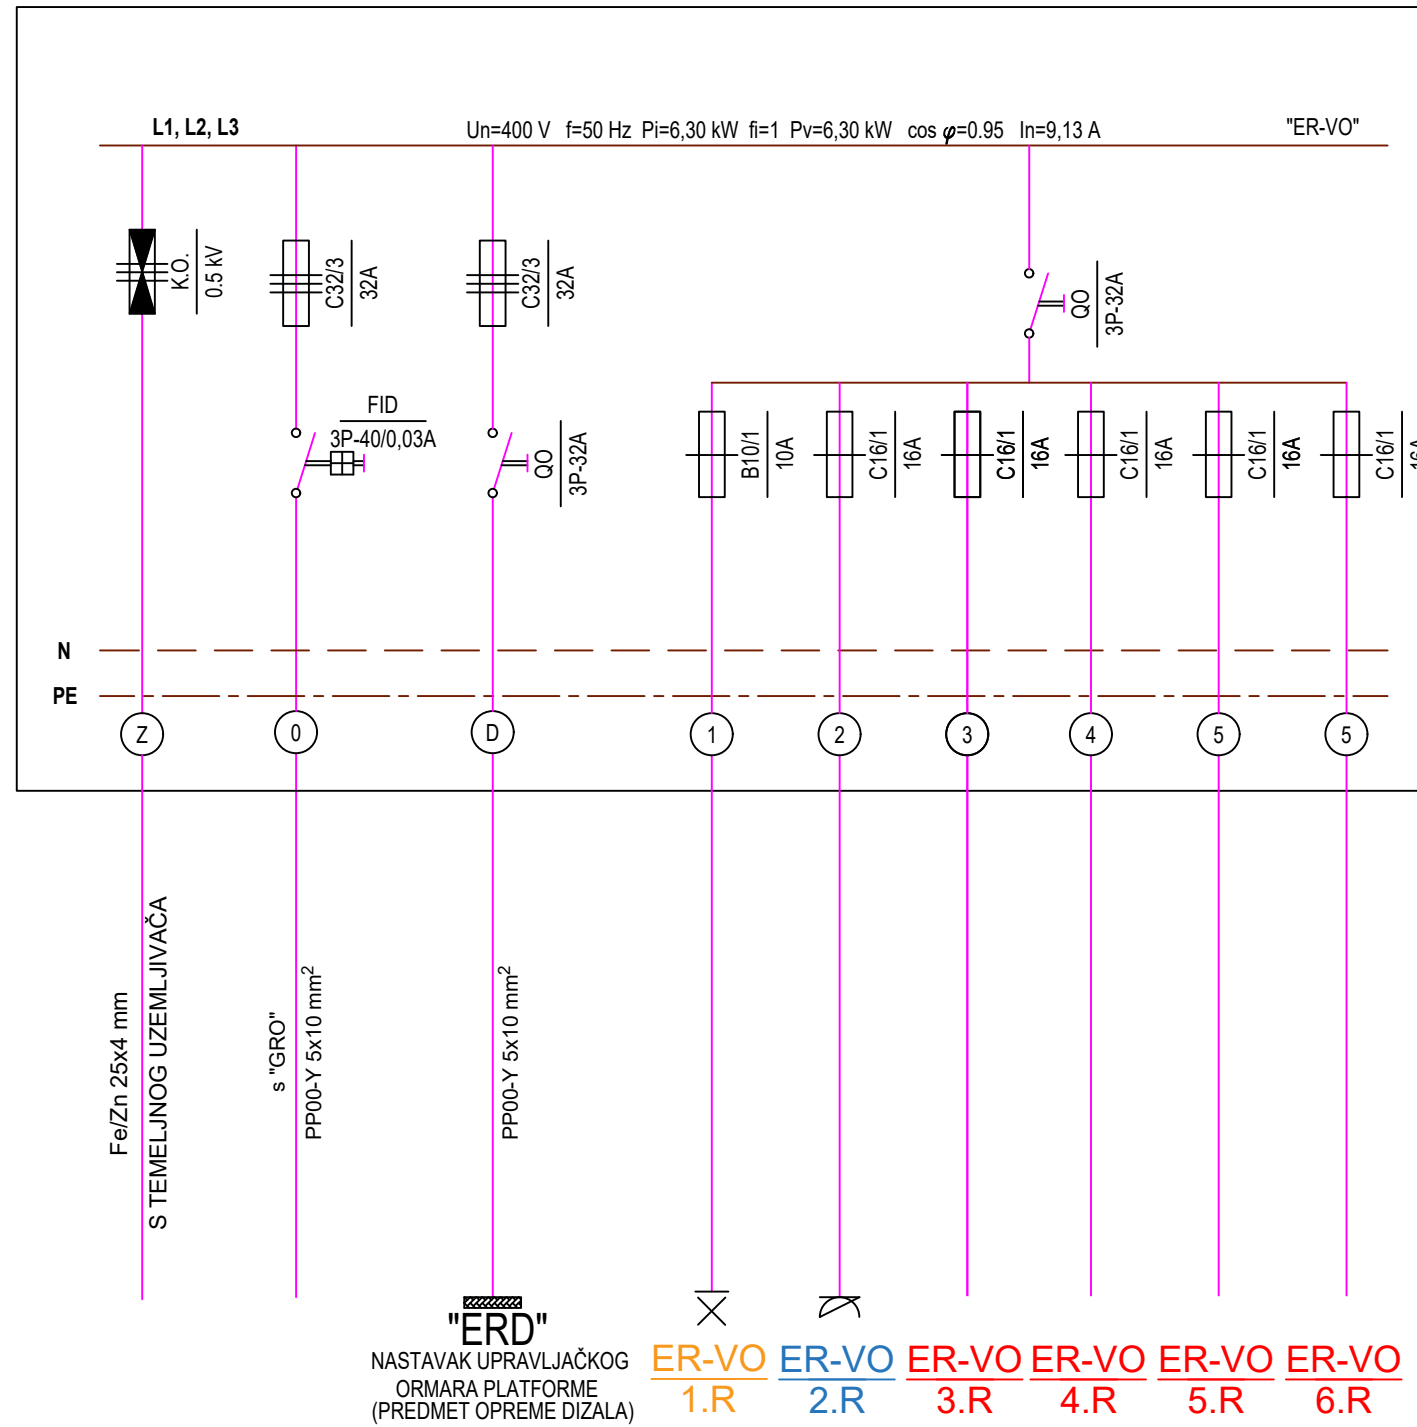 L1, L2, L3
Un=400 V f=50 Hz Pi=6,30 kW fi=1 Pv=6,30 kW cos φ=0.95 In=9,13 A
"ER-VO"
K.O.
0.5 kV
C32/3
32A
C32/3
32A
QO
3P-32A
FID
3P-40/0,03A
QO
3P-32A
B10/1
10A
C16/1
16A
C16/1
16A
C16/1
16A
C16/1
16A
C16/1
N
PE
Z
0
D
1
2
3
4
5
5
Fe/Zn 25x4 mm
S TEMELJNOG UZEMLJIVAČA
s "GRO"
PP00-Y 5x10 mm²
PP00-Y 5x10 mm²
"ERD"
NASTAVAK UPRAVLJAČKOG
ORMARA PLATFORME
(PREDMET OPREME DIZALA)
ER-VO
1.R
ER-VO
2.R
ER-VO
3.R
ER-VO
4.R
ER-VO
5.R
ER-VO
6.R